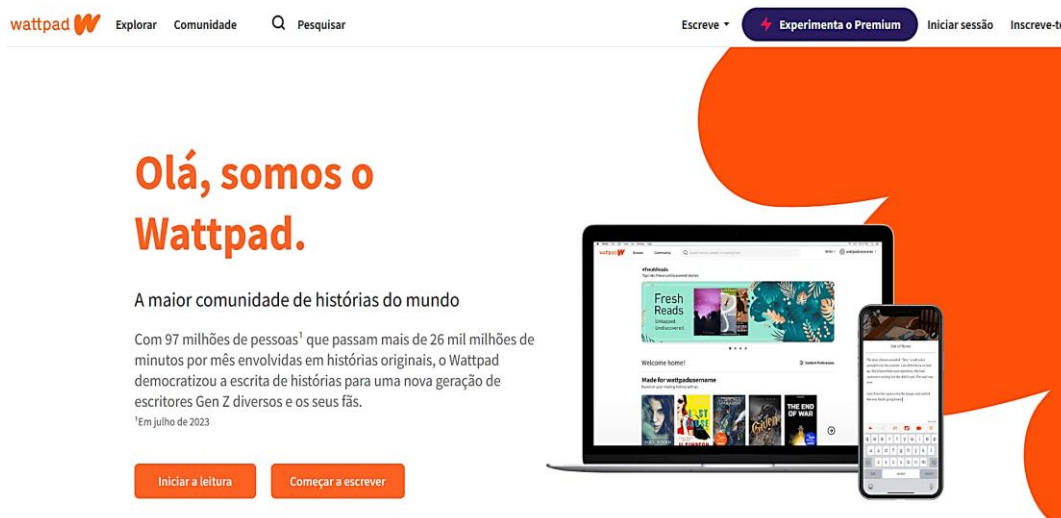 wattpad Explorar Comunidade Pesquisar Escreve Experimenta o Premium Iniciar sessão
Olá, somos o
Wattpad.
A maior comunidade de histórias do mundo
Com 97 milhões de pessoas¹ que passam mais de 26 mil milhões de
minutos por mês envolvidas em histórias originais, o Wattpad
democratizou a escrita de histórias para uma nova geração de
escritores Gen Z diversos e os seus fãs.
¹Em julho de 2023
Iniciar a leitura Começar a escrever
wattpad
Fresh
Reads
Untapped
Undiscovered
Welcome home!
Made for wattpadusername
THE END
OF WAR